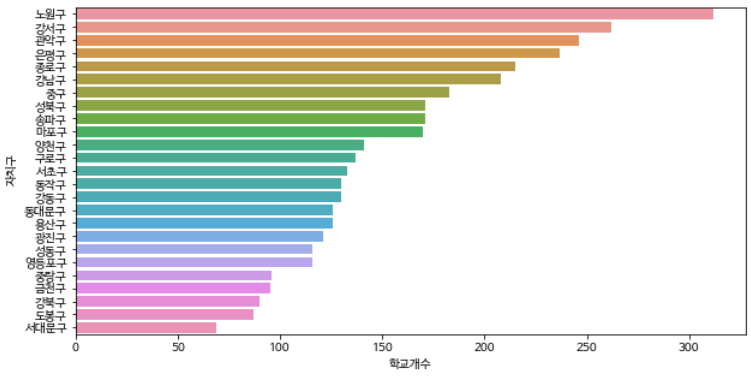 노원구
강서구
관악구
은평구
종로구
강남구
중구
성북구
송파구
마포구
양천구
구로구
서초구
동작구
강동구
동대문구
용산구
광진구
성동구
영등포구
중랑구
금천구
강북구
도봉구
서대문구
자치구
0 50 100 150 200 250 300
학교개수